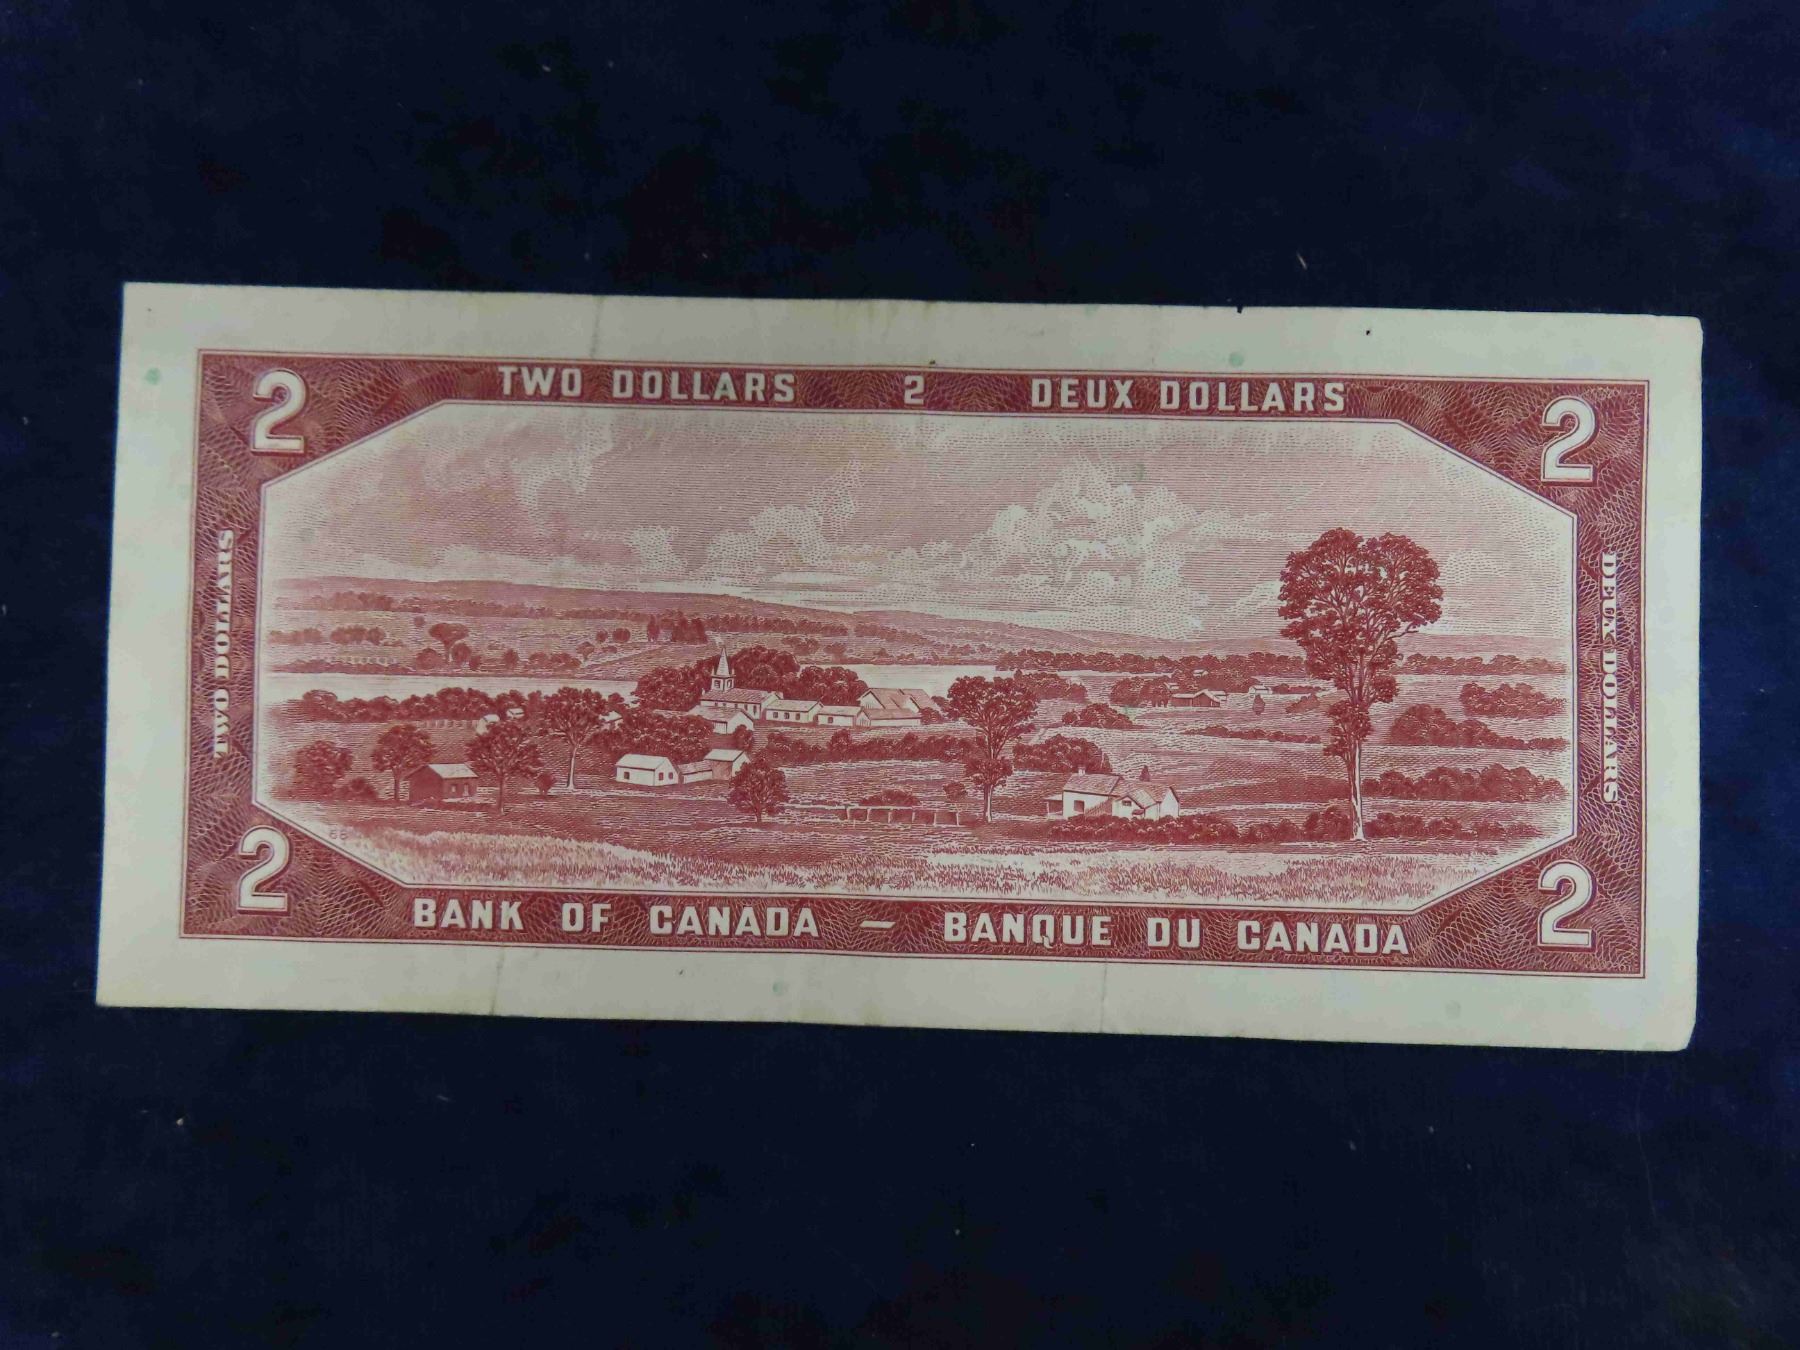 TWO DOLLARS 2 DEUX DOLLARS
2 2
TWO DOLLARS
DEUX DOLLARS
2 2
BANK OF CANADA — BANQUE DU CANADA